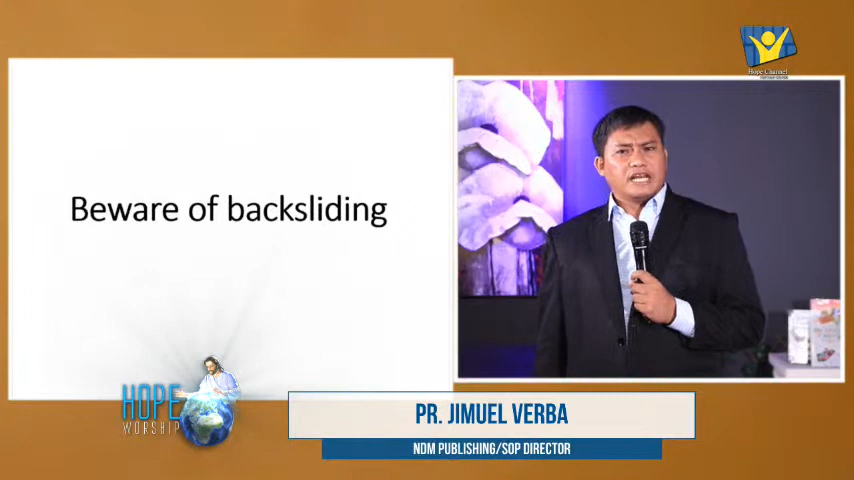 Beware of backsliding
Hope Channel
HOPE
WORSHIP
PR. JIMUEL VERBA
NDM PUBLISHING/SOP DIRECTOR